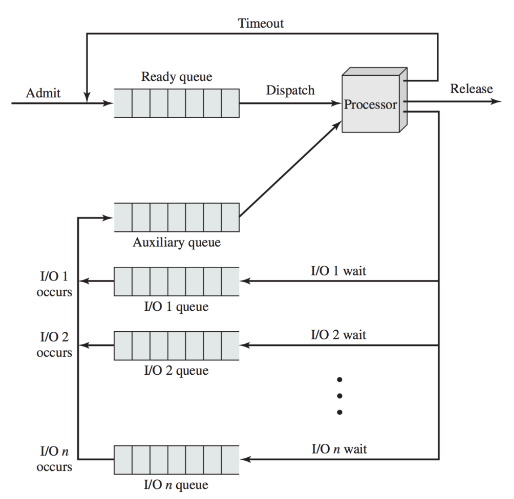 Timeout
Admit
Ready queue
Dispatch
Processor
Release
Auxiliary queue
I/O 1
occurs
I/O 1 wait
I/O 1 queue
I/O 2
occurs
I/O 2 wait
I/O 2 queue
I/O n
occurs
I/O n wait
I/O n queue